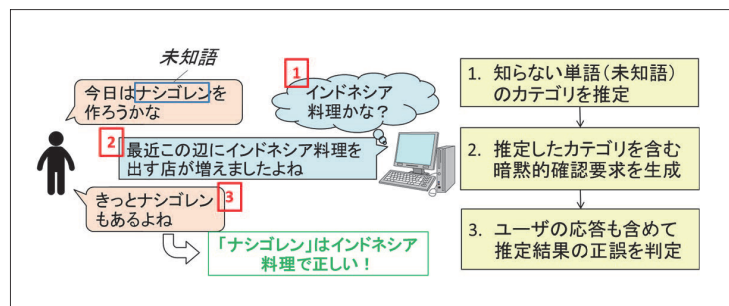 未知語
今日はナシゴレンを
作ろうかな
1
インドネシア
料理かな？
2
最近この辺にインドネシア料理を
出す店が増えましたよね
きっとナシゴレン
もあるよね
3
「ナシゴレン」はインドネシア
料理で正しい！
1. 知らない単語（未知語）
のカテゴリを推定
2. 推定したカテゴリを含む
暗黙的確認要求を生成
3. ユーザの応答も含めて
推定結果の正誤を判定